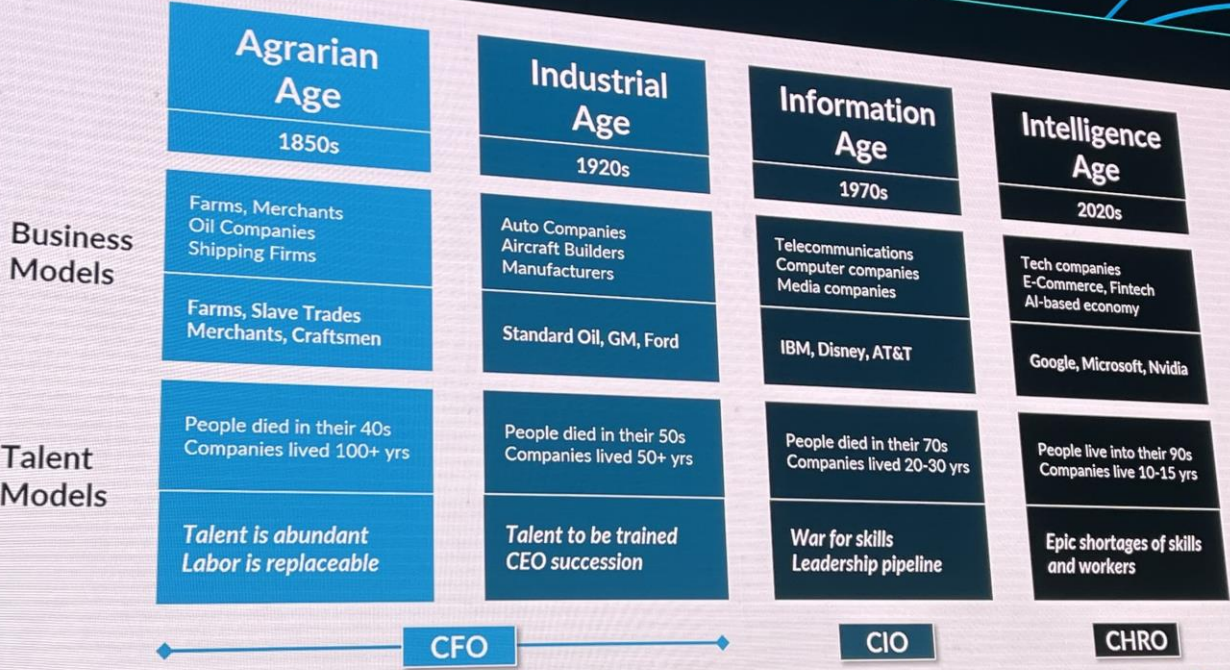 Agrarian
Age
1850s
Industrial
Age
1920s
Information
Age
1970s
Intelligence
Age
2020s
Business
Models
Farms, Merchants
Oil Companies
Shipping Firms
Auto Companies
Aircraft Builders
Manufacturers
Telecommunications
Computer companies
Media companies
Tech companies
E-Commerce, Fintech
AI-based economy
Farms, Slave Trades
Merchants, Craftsmen
Standard Oil, GM, Ford
IBM, Disney, AT&T
Google, Microsoft, Nvidia
Talent
Models
People died in their 40s
Companies lived 100+ yrs
People died in their 50s
Companies lived 50+ yrs
People died in their 70s
Companies lived 20-30 yrs
People live into their 90s
Companies live 10-15 yrs
Talent is abundant
Labor is replaceable
Talent to be trained
CEO succession
War for skills
Leadership pipeline
Epic shortages of skills
and workers
CFO
CIO
CHRO